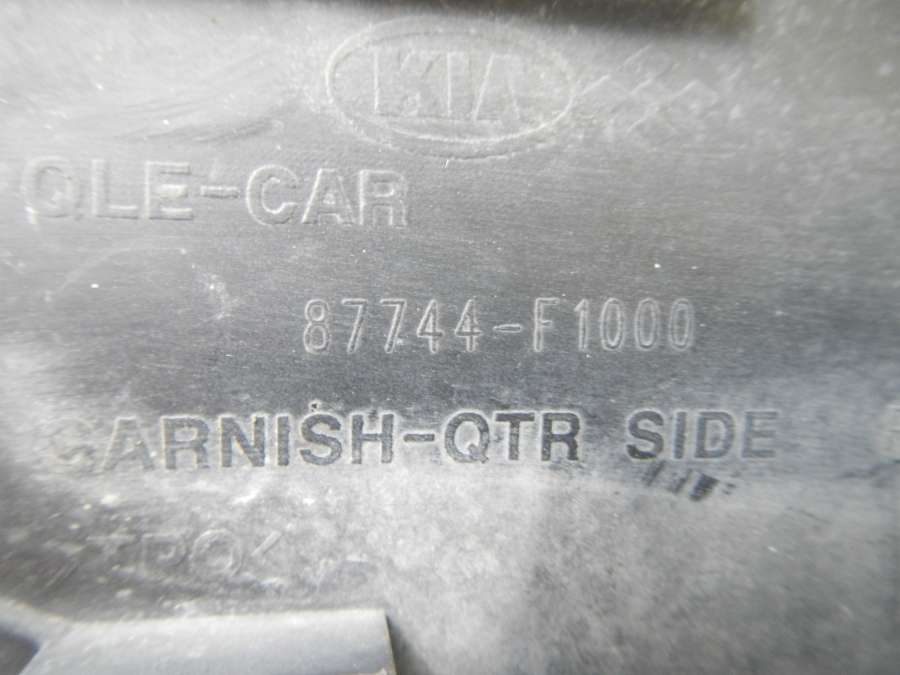 KIA
QLE-CAR
87744-F1000
GARNISH-QTR SIDE